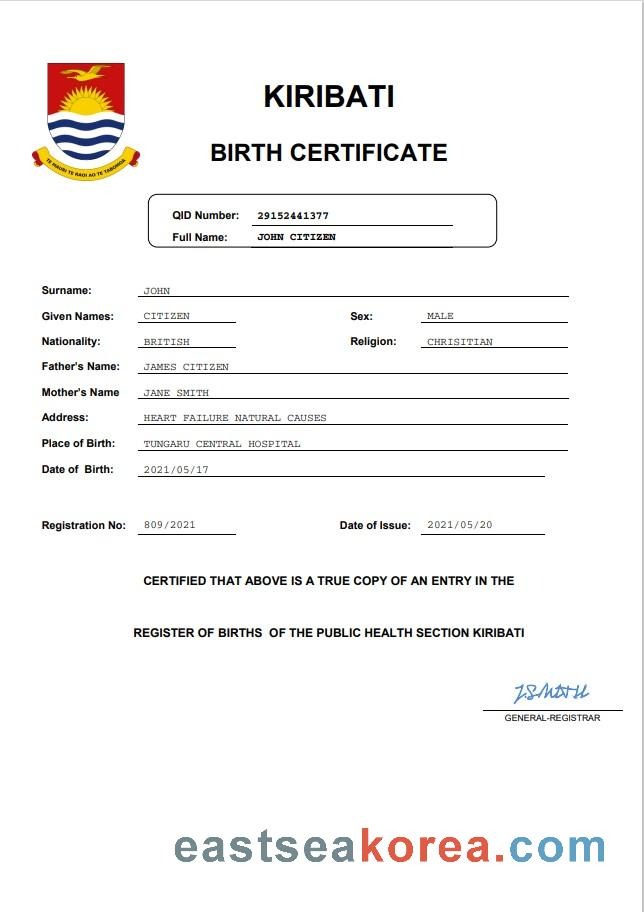 KIRIBATI
BIRTH CERTIFICATE
TE MAURI TE RAOI AO TE TABOMOA
QID Number: 29152441377
Full Name: JOHN CITIZEN
Surname: JOHN
Given Names: CITIZEN Sex: MALE
Nationality: BRITISH Religion: CHRISITIAN
Father's Name: JAMES CITIZEN
Mother's Name JANE SMITH
Address: HEART FAILURE NATURAL CAUSES
Place of Birth: TUNGARU CENTRAL HOSPITAL
Date of Birth: 2021/05/17
Registration No: 809/2021 Date of Issue: 2021/05/20
CERTIFIED THAT ABOVE IS A TRUE COPY OF AN ENTRY IN THE
REGISTER OF BIRTHS OF THE PUBLIC HEALTH SECTION KIRIBATI
J.SMITH
GENERAL-REGISTRAR
eastseakorea.com